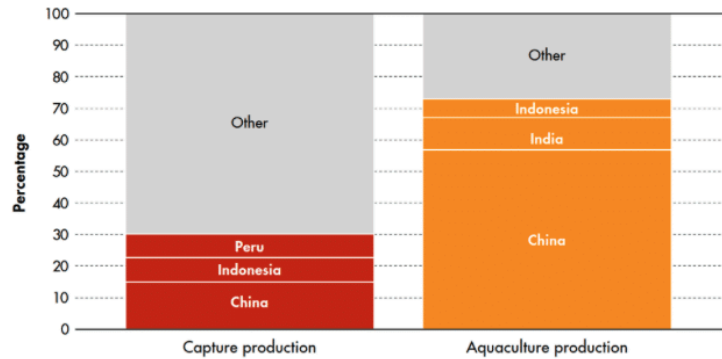 100
90
80
70
60
50
40
30
20
10
0
Percentage
Other
Peru
Indonesia
China
Other
Indonesia
India
China
Capture production
Aquaculture production